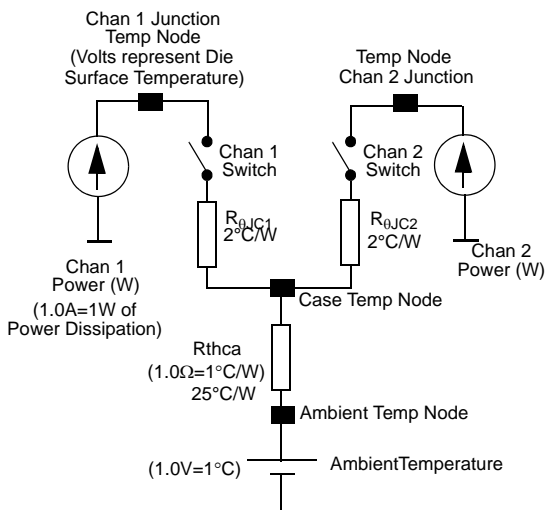 Chan 1 Junction
Temp Node
(Volts represent Die
Surface Temperature)
Temp Node
Chan 2 Junction
Chan 1
Switch
Chan 2
Switch
RθJC1
2°C/W
RθJC2
2°C/W
Chan 1
Power (W)
(1.0A=1W of
Power Dissipation)
Chan 2
Power (W)
Case Temp Node
Rthca
(1.0Ω=1°C/W)
25°C/W
Ambient Temp Node
(1.0V=1°C)
AmbientTemperature